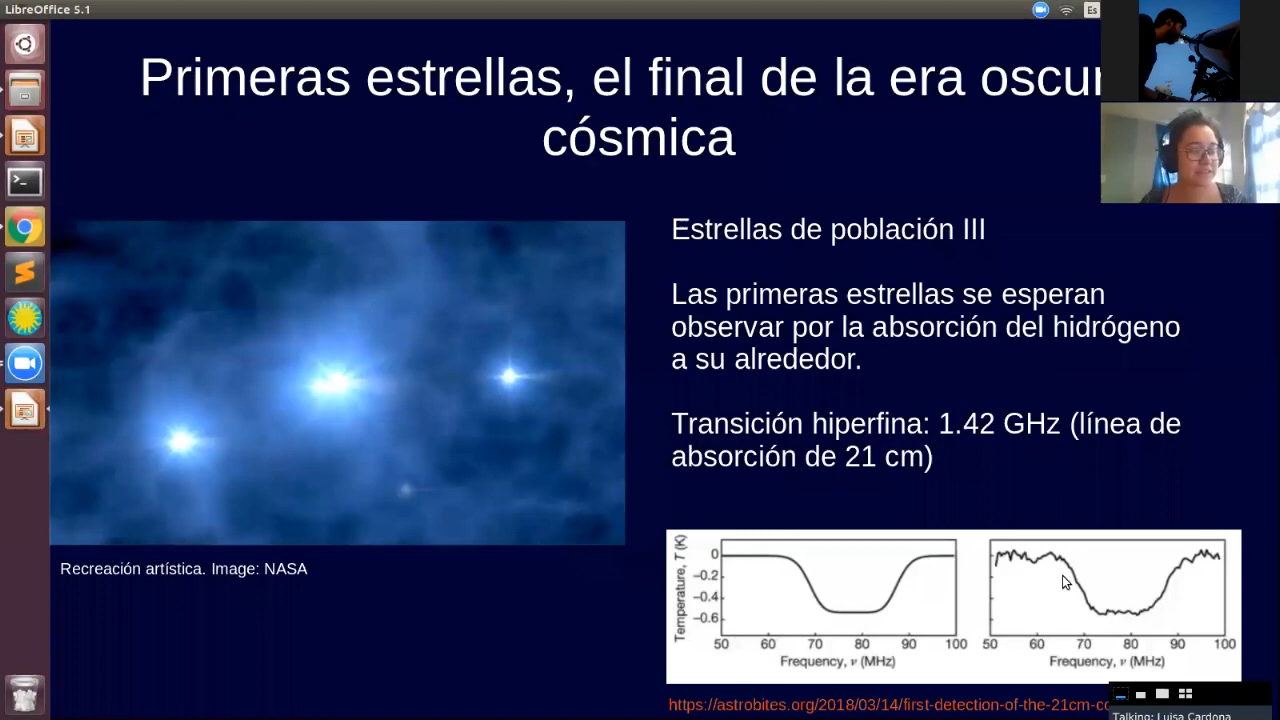 LibreOffice 5.1
Es
Primeras estrellas, el final de la era oscur
cósmica
Estrellas de población III
Las primeras estrellas se esperan
observar por la absorción del hidrógeno
a su alrededor.
Transición hiperfina: 1.42 GHz (línea de
absorción de 21 cm)
Recreación artística. Image: NASA
Temperature, T (K)
0
−0.2
−0.4
−0.6
50 60 70 80 90 100
Frequency, ν (MHz)
50 60 70 80 90 100
Frequency, ν (MHz)
https://astrobites.org/2018/03/14/first-detection-of-the-21cm-co
Talking: Luisa Cardona